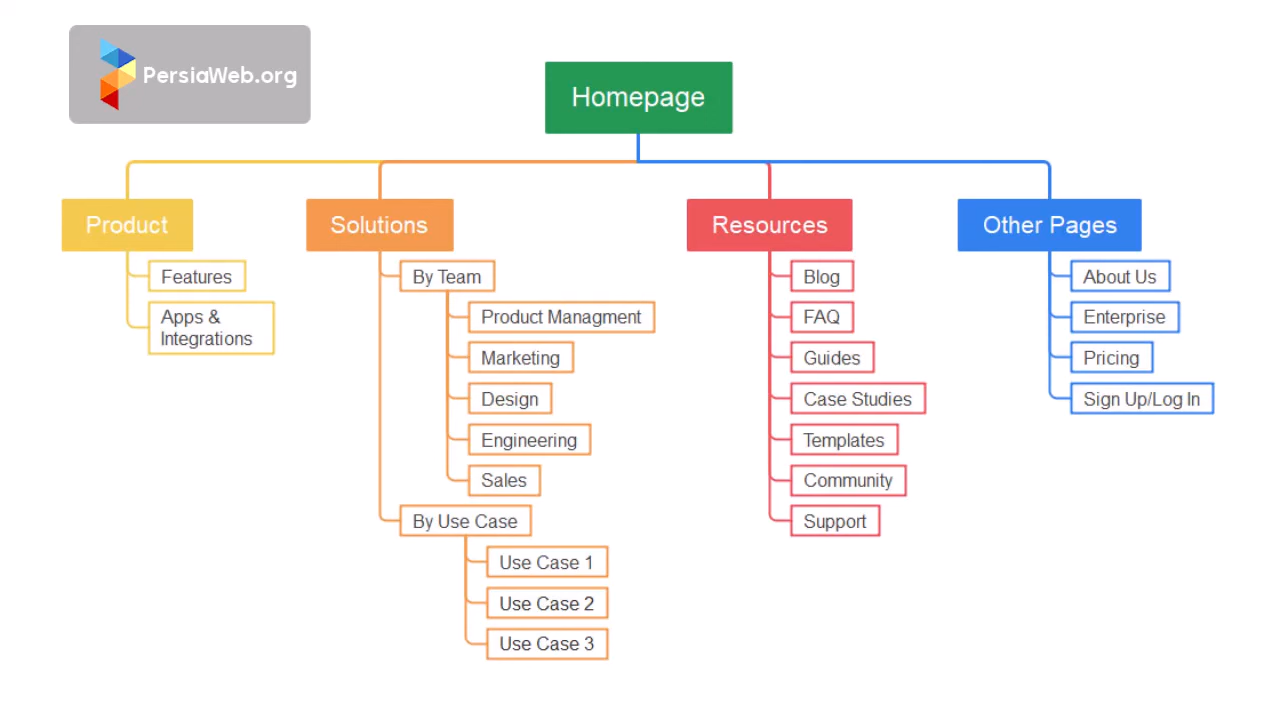 PersiaWeb.org
Homepage
Product
Features
Apps &
Integrations
Solutions
By Team
Product Managment
Marketing
Design
Engineering
Sales
By Use Case
Use Case 1
Use Case 2
Use Case 3
Resources
Blog
FAQ
Guides
Case Studies
Templates
Community
Support
Other Pages
About Us
Enterprise
Pricing
Sign Up/Log In